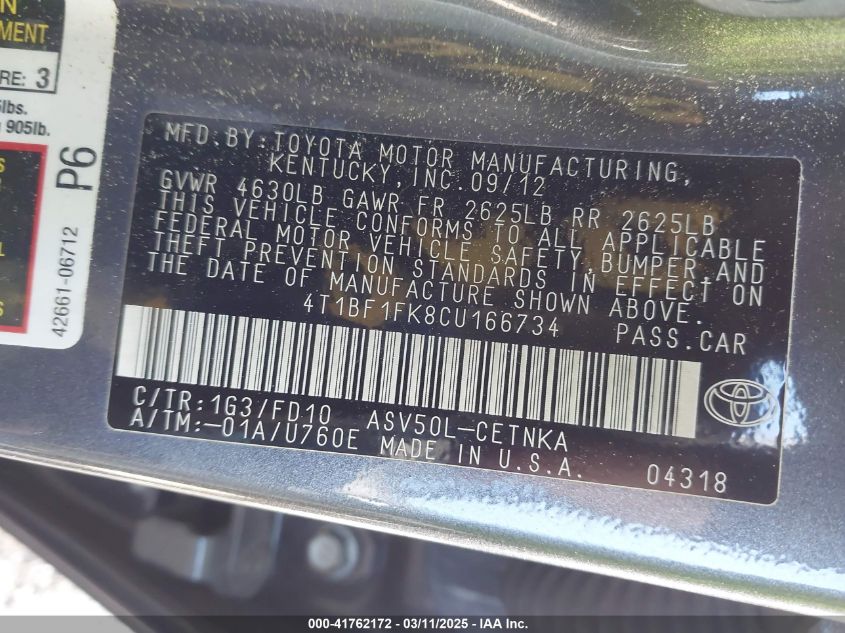 N
EMENT
RE: 3
lbs.
905lb.
S
S
P6
42661-06712
MFD.BY:TOYOTA MOTOR MANUFACTURING,
KENTUCKY,INC.09/12
GVWR 4630LB GAWR FR 2625LB RR 2625LB
THIS VEHICLE CONFORMS TO ALL APPLICABLE
FEDERAL MOTOR VEHICLE SAFETY,BUMPER,AND
THEFT PREVENTION STANDARDS IN EFFECT ON
THE DATE OF MANUFACTURE SHOWN ABOVE.
4T1BF1FK8CU166734 PASS.CAR
C/TR:1G3/FD10 ASV50L-CETNKA
A/TM:-01A/U760E MADE IN U.S.A. 04318
000-41762172 - 03/11/2025 - IAA Inc.